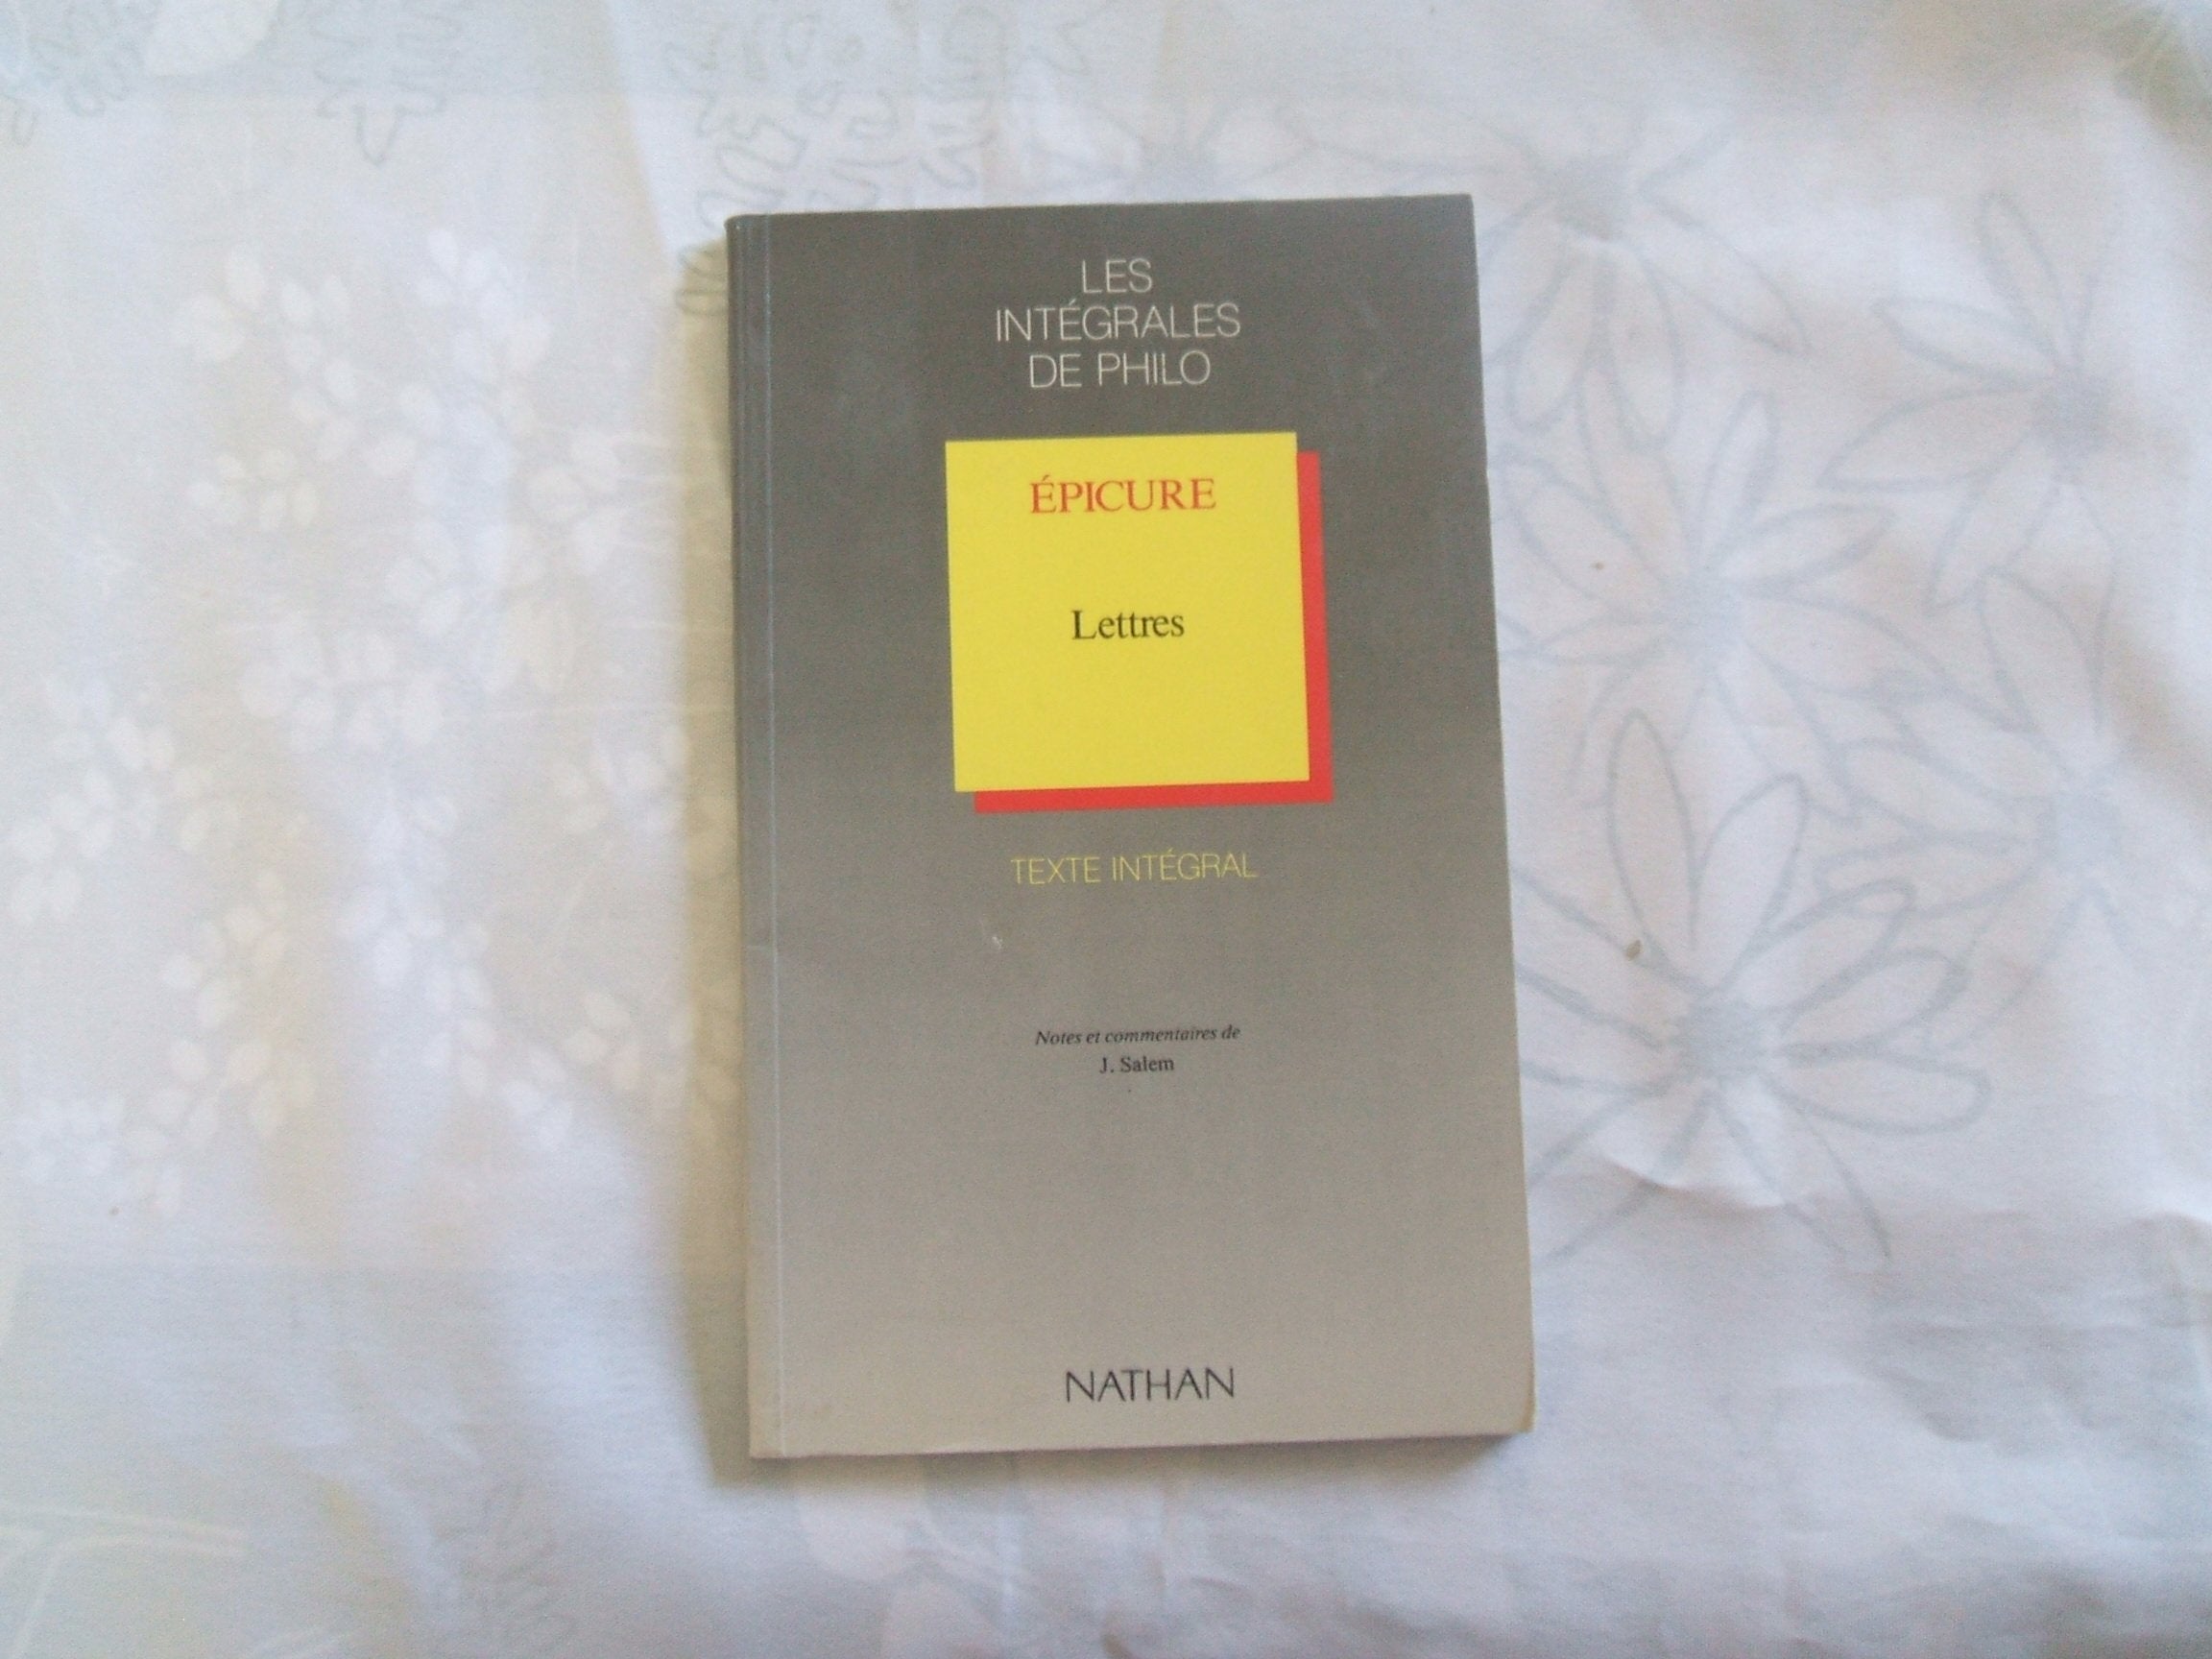 LES
INTÉGRALES
DE PHILO
ÉPICURE
Lettres
TEXTE INTÉGRAL
Notes et commentaires de
J. Salem
NATHAN